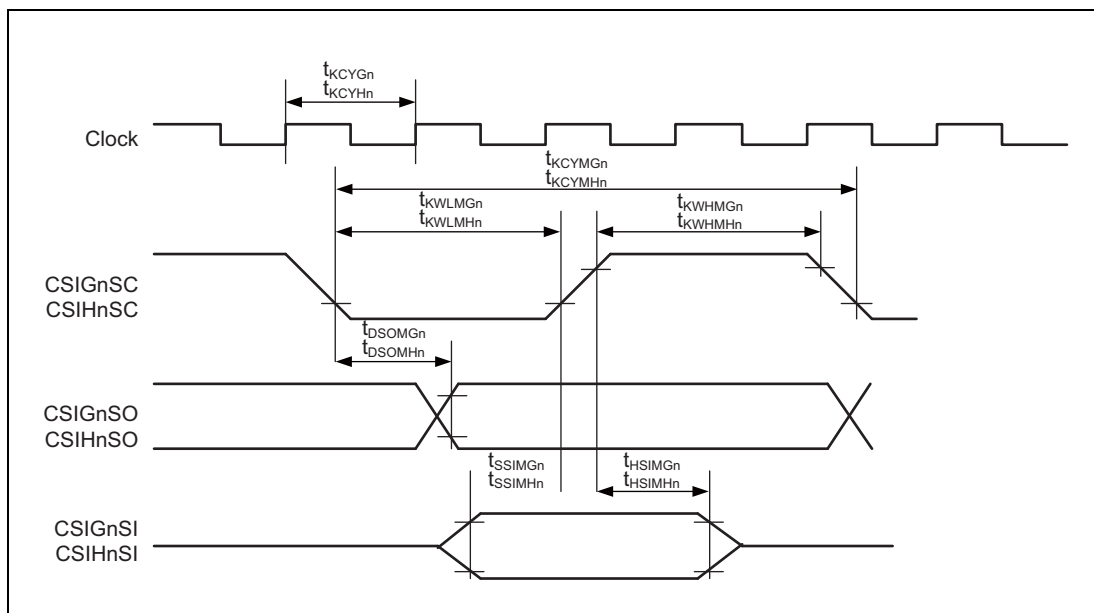 tKCYGn
tKCYHn
Clock
tKCYMGn
tKCYMHn
tKWLMGn
tKWLMHn
tKWHMGn
tKWHMHn
CSIGnSC
CSIHnSC
tDSOMGn
tDSOMHn
CSIGnSO
CSIHnSO
tSSIMGn
tSSIMHn
tHSIMGn
tHSIMHn
CSIGnSI
CSIHnSI